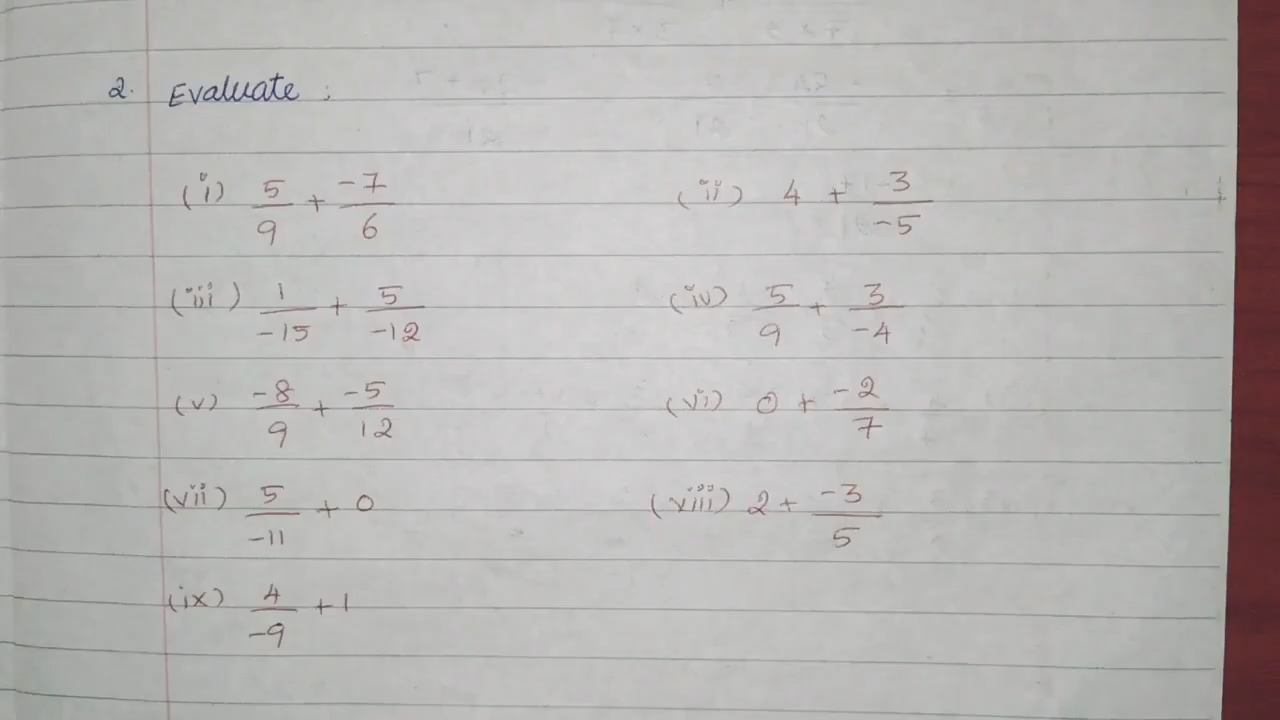 2. Evaluate :
(i) 5/9 + -7/6 (ii) 4 + 3/-5
(iii) 1/-15 + 5/-12 (iv) 5/9 + 3/-4
(v) -8/9 + -5/12 (vi) 0 + -2/7
(vii) 5/-11 + 0 (viii) 2 + -3/5
(ix) 4/-9 + 1